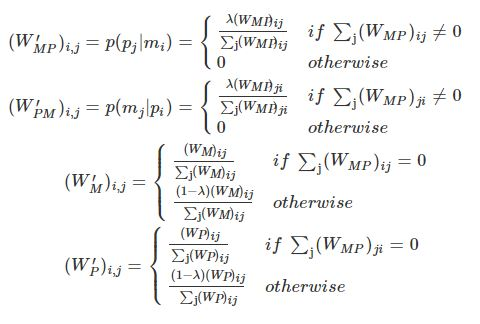 (W′MP)i,j = p(pj|mi) = { λ(WMP)ij / ∑j(WMP)ij if ∑j(WMP)ij ≠ 0
0 otherwise
(W′PM)i,j = p(mj|pi) = { λ(WMP)ji / ∑j(WMP)ji if ∑j(WMP)ji ≠ 0
0 otherwise
(W′M)i,j = { (WM)ij / ∑j(WM)ij if ∑j(WMP)ij = 0
(1−λ)(WM)ij / ∑j(WM)ij otherwise
(W′P)i,j = { (WP)ij / ∑j(WP)ij if ∑j(WMP)ji = 0
(1−λ)(WP)ij / ∑j(WP)ij otherwise